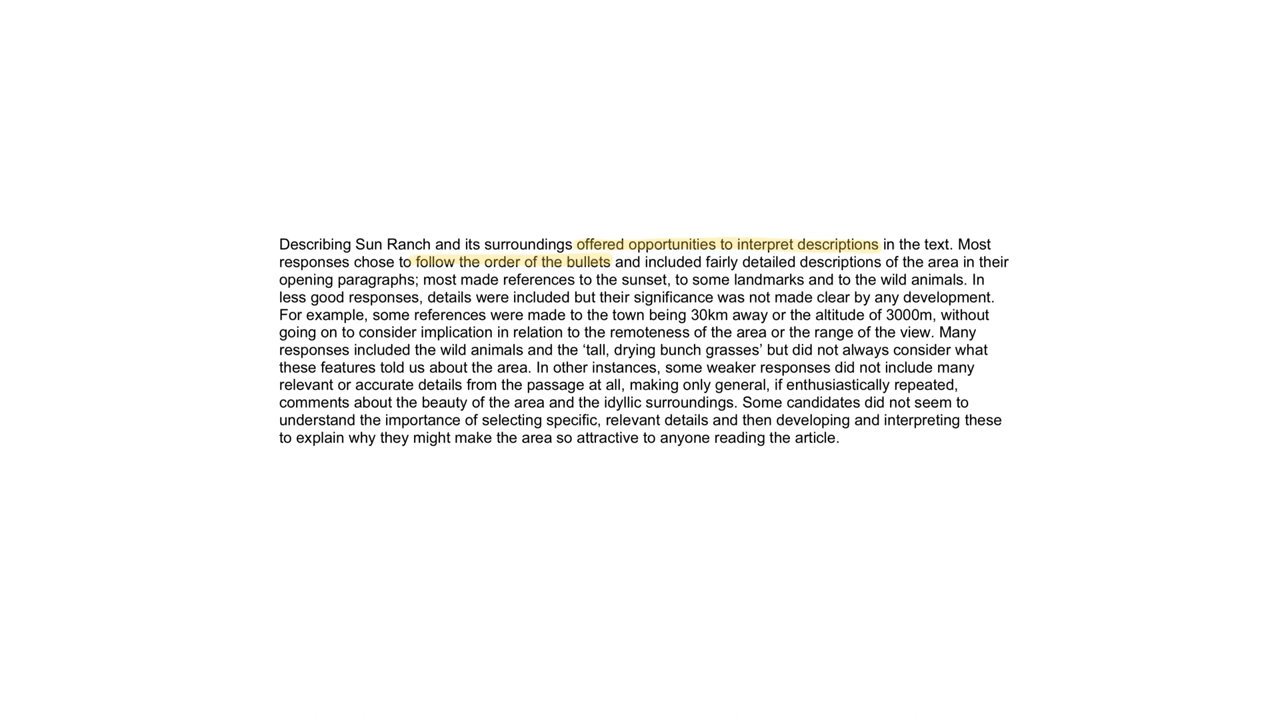 Describing Sun Ranch and its surroundings offered opportunities to interpret descriptions in the text. Most
responses chose to follow the order of the bullets and included fairly detailed descriptions of the area in their
opening paragraphs; most made references to the sunset, to some landmarks and to the wild animals. In
less good responses, details were included but their significance was not made clear by any development.
For example, some references were made to the town being 30km away or the altitude of 3000m, without
going on to consider implication in relation to the remoteness of the area or the range of the view. Many
responses included the wild animals and the ‘tall, drying bunch grasses’ but did not always consider what
these features told us about the area. In other instances, some weaker responses did not include many
relevant or accurate details from the passage at all, making only general, if enthusiastically repeated,
comments about the beauty of the area and the idyllic surroundings. Some candidates did not seem to
understand the importance of selecting specific, relevant details and then developing and interpreting these
to explain why they might make the area so attractive to anyone reading the article.